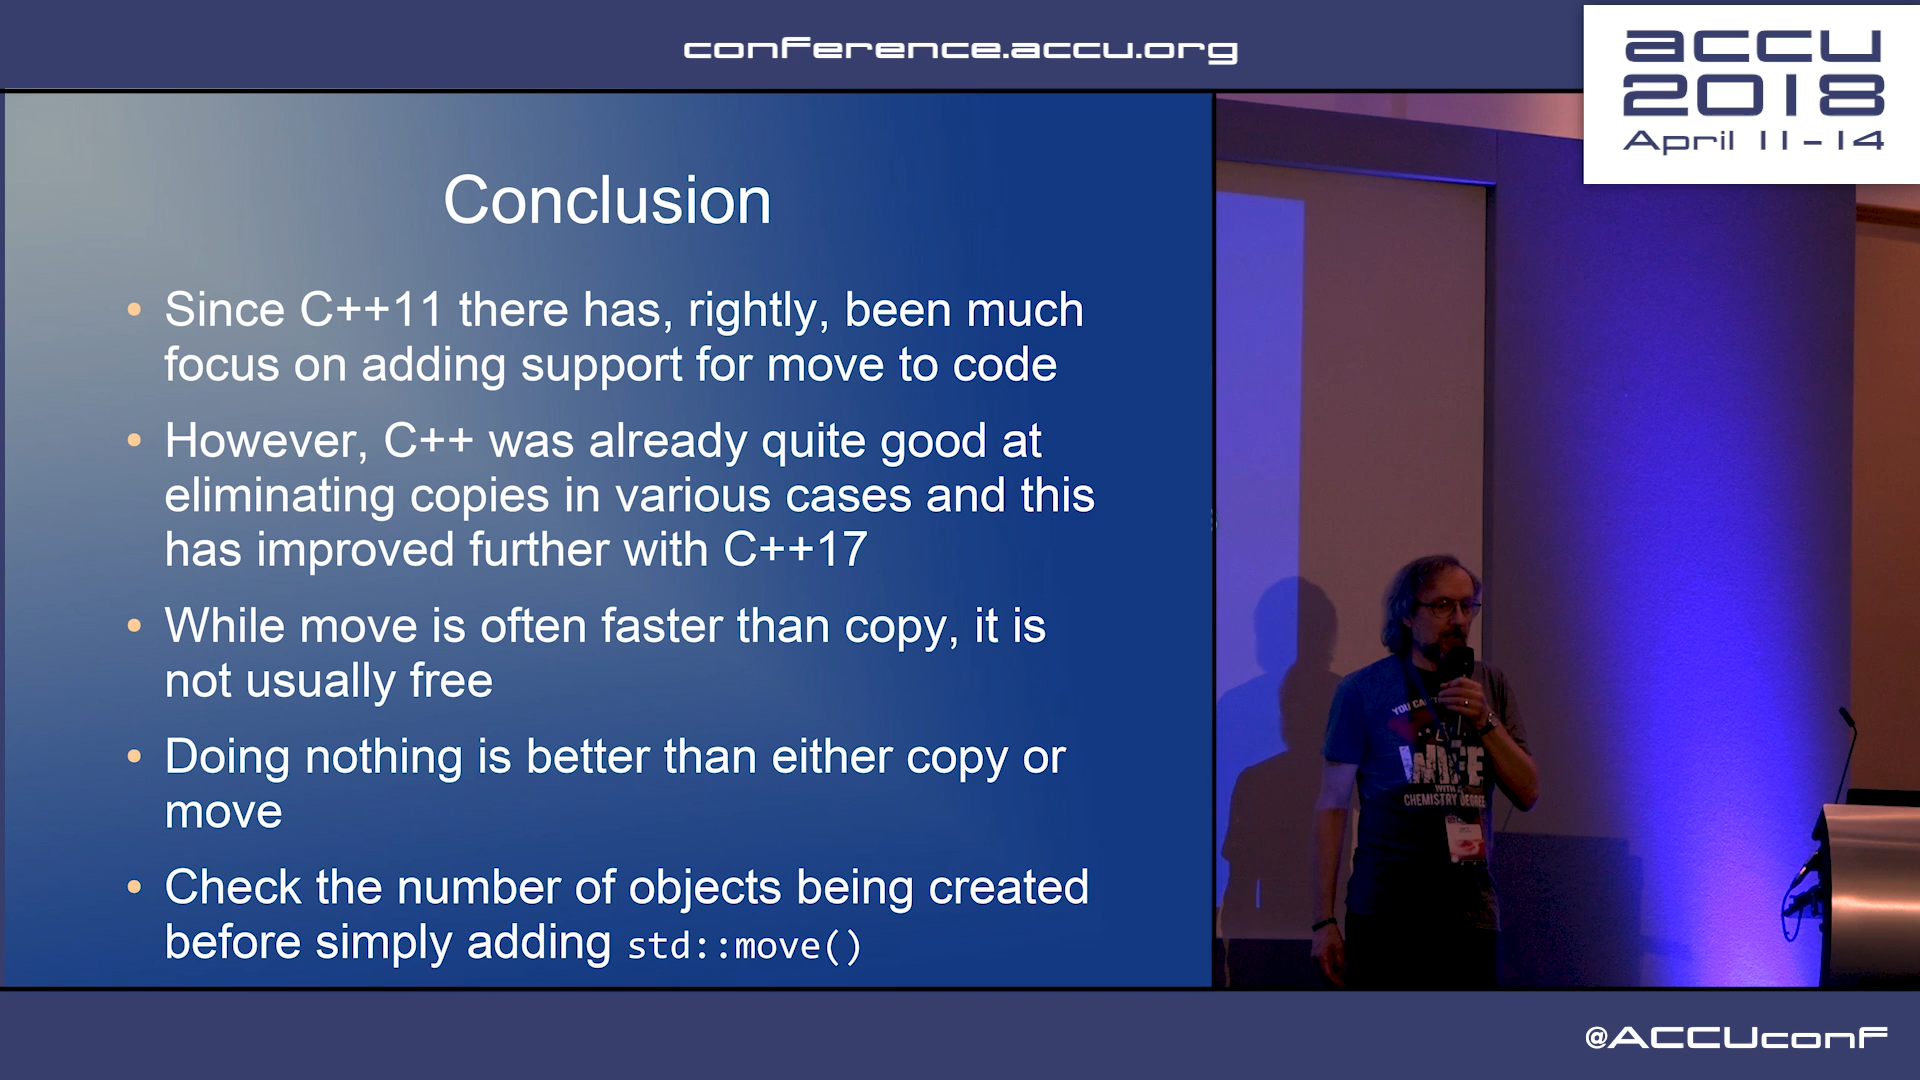 conference.accu.org
accu
2018
April 11-14
Conclusion
• Since C++11 there has, rightly, been much
focus on adding support for move to code
• However, C++ was already quite good at
eliminating copies in various cases and this
has improved further with C++17
• While move is often faster than copy, it is
not usually free
• Doing nothing is better than either copy or
move
• Check the number of objects being created
before simply adding std::move()
YOU
WITH A
CHEMISTRY DEGREE
@ACCUconf